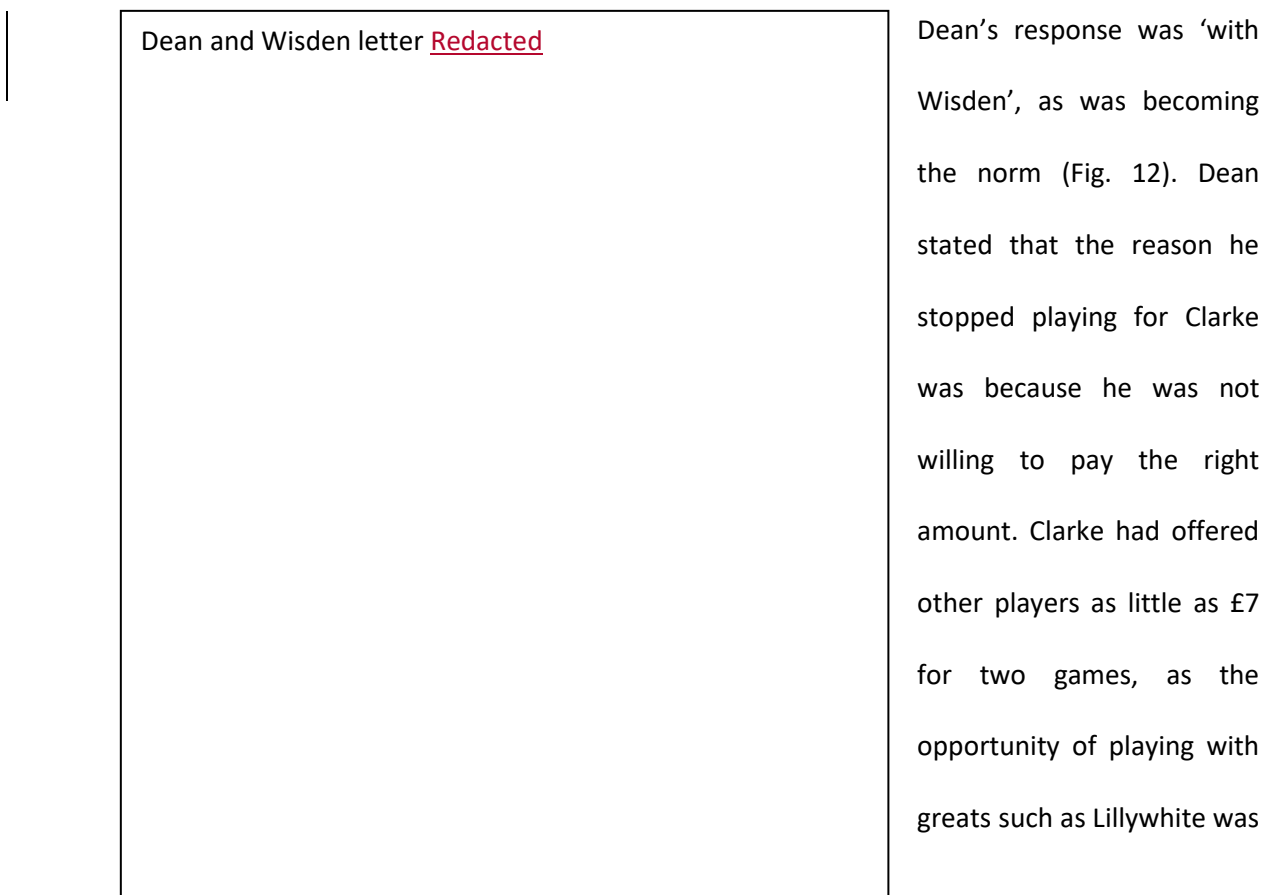 Dean and Wisden letter Redacted
Dean’s response was ‘with
Wisden’, as was becoming
the norm (Fig. 12). Dean
stated that the reason he
stopped playing for Clarke
was because he was not
willing to pay the right
amount. Clarke had offered
other players as little as £7
for two games, as the
opportunity of playing with
greats such as Lillywhite was